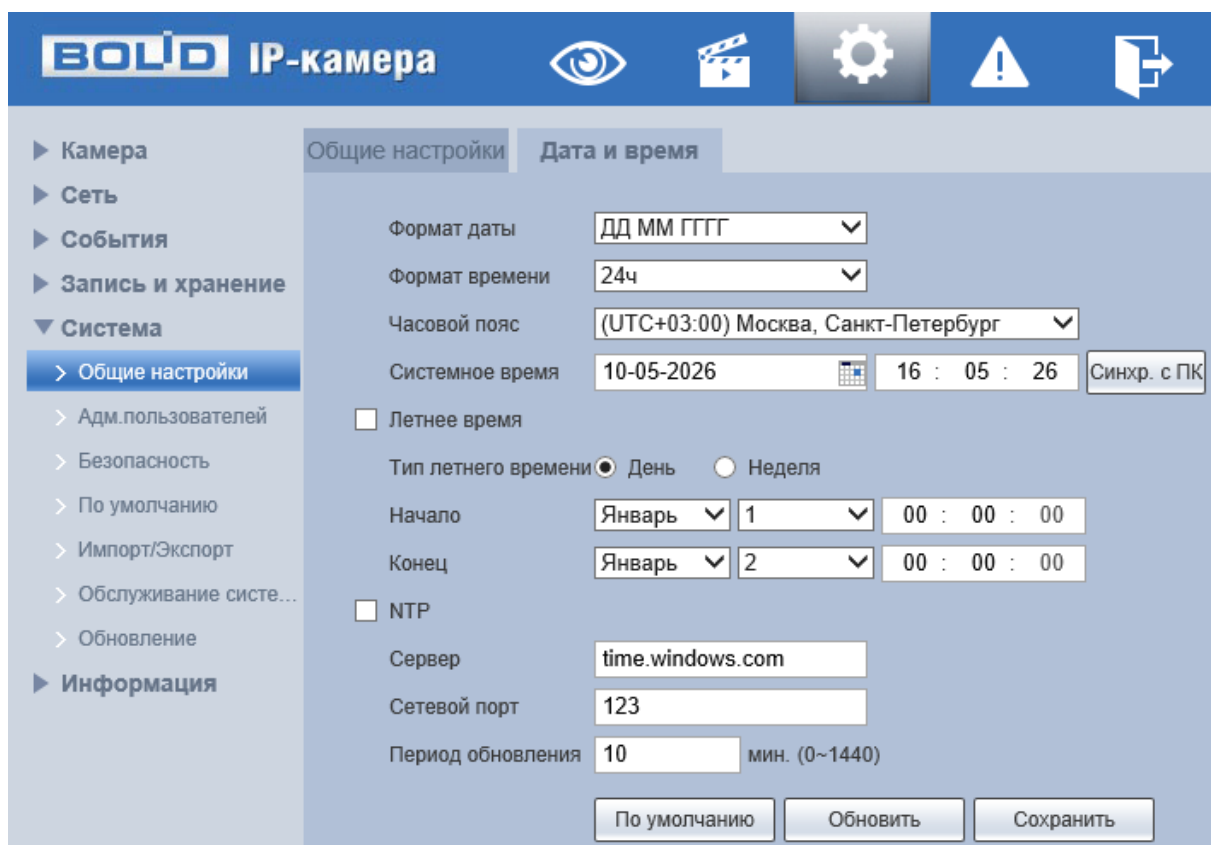 BOLID IP-камера
Камера
Сеть
События
Запись и хранение
Система
Общие настройки
Адм.пользователей
Безопасность
По умолчанию
Импорт/Экспорт
Обслуживание систе...
Обновление
Информация
Общие настройки Дата и время
Формат даты ДД ММ ГГГГ
Формат времени 24ч
Часовой пояс (UTC+03:00) Москва, Санкт-Петербург
Системное время 10-05-2026 16 : 05 : 26 Синхр. с ПК
Летнее время
Тип летнего времени День Неделя
Начало Январь 1 00 : 00 : 00
Конец Январь 2 00 : 00 : 00
NTP
Сервер time.windows.com
Сетевой порт 123
Период обновления 10 мин. (0~1440)
По умолчанию Обновить Сохранить